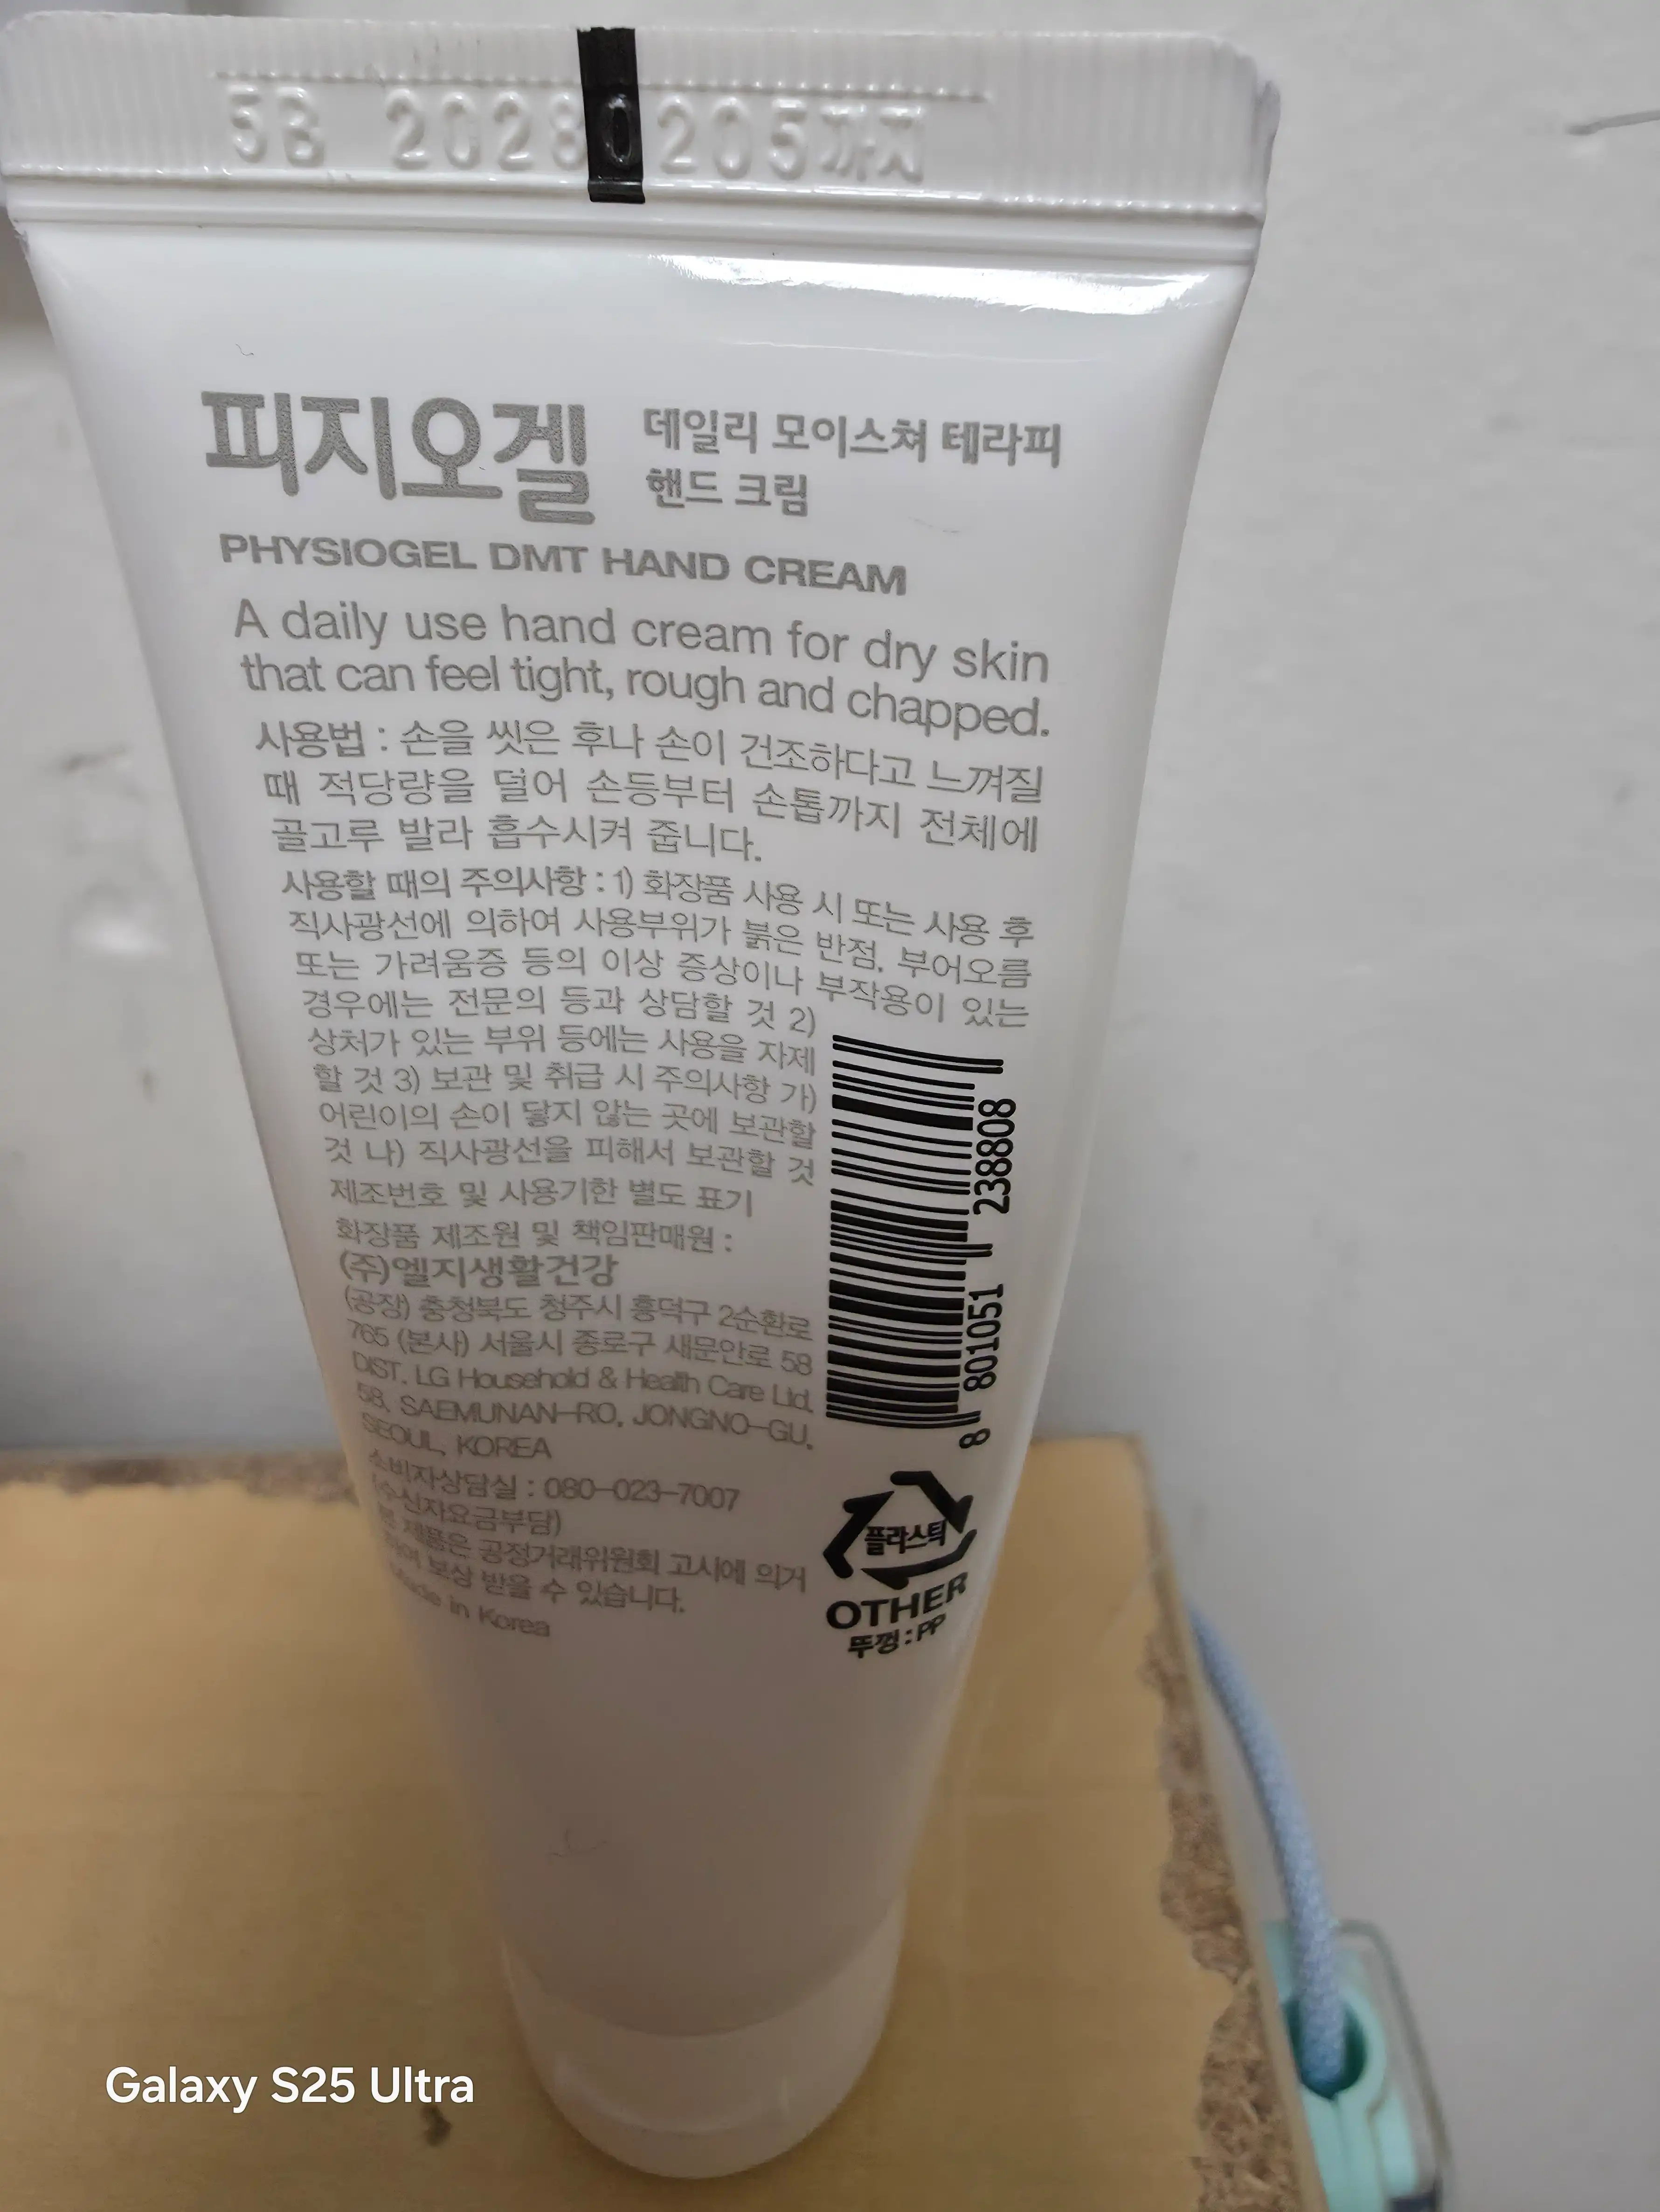 5B 20280205까지
피지오겔 데일리 모이스쳐 테라피
핸드 크림
PHYSIOGEL DMT HAND CREAM
A daily use hand cream for dry skin
that can feel tight, rough and chapped.
사용법 : 손을 씻은 후나 손이 건조하다고 느껴질
때 적당량을 덜어 손등부터 손톱까지 전체에
골고루 발라 흡수시켜 줍니다.
사용할 때의 주의사항 : 1) 화장품 사용 시 또는 사용 후
직사광선에 의하여 사용부위가 붉은 반점, 부어오름
또는 가려움증 등의 이상 증상이나 부작용이 있는
경우에는 전문의 등과 상담할 것 2)
상처가 있는 부위 등에는 사용을 자제
할 것 3) 보관 및 취급 시 주의사항 가)
어린이의 손이 닿지 않는 곳에 보관할
것 나) 직사광선을 피해서 보관할 것
제조번호 및 사용기한 별도 표기
화장품 제조원 및 책임판매원 :
(주)엘지생활건강
(공장) 충청북도 청주시 흥덕구 2순환로
765 (본사) 서울시 종로구 새문안로 58
DIST. LG Household & Health Care Ltd.
58, SAEMUNAN-RO, JONGNO-GU,
SEOUL, KOREA
소비자상담실 : 080-023-7007
(수신자요금부담)
본 제품은 공정거래위원회 고시에 의거
하여 보상 받을 수 있습니다.
Made in Korea
8 801051 238808
플라스틱
OTHER
뚜껑 : PP
Galaxy S25 Ultra